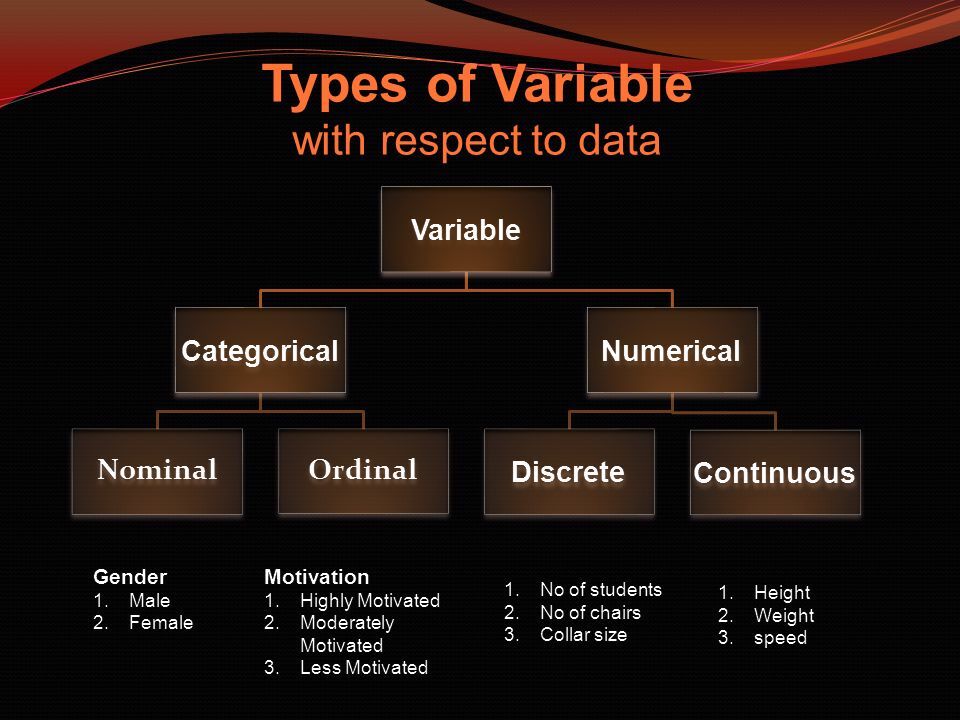 Types of Variable
with respect to data
Variable
Categorical
Numerical
Nominal
Ordinal
Discrete
Continuous
Gender
1. Male
2. Female
Motivation
1. Highly Motivated
2. Moderately
Motivated
3. Less Motivated
1. No of students
2. No of chairs
3. Collar size
1. Height
2. Weight
3. speed